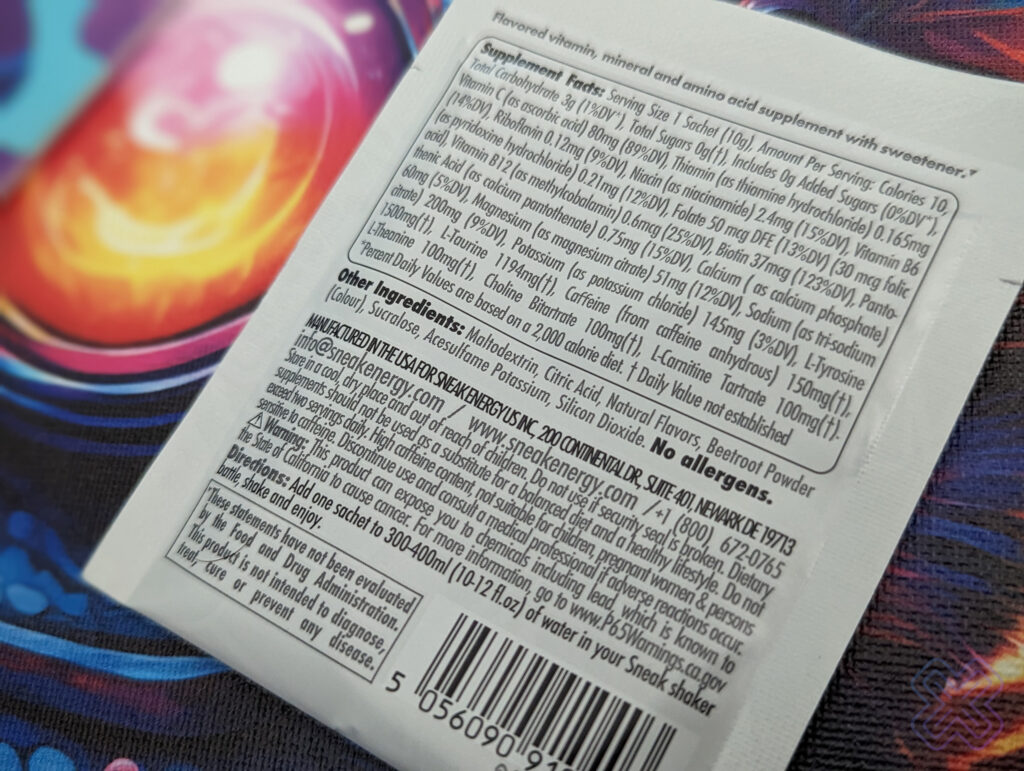 Flavored vitamin, mineral and amino acid supplement with sweetener.▼
Supplement Facts: Serving Size 1 Sachet (10g). Amount Per Serving: Calories 10,
Total Carbohydrate 3g (1%DV*), Total Sugars 0g(†), Includes 0g Added Sugars (0%DV*),
Vitamin C (as ascorbic acid) 80mg (89%DV), Thiamin (as thiamine hydrochloride) 0.165mg
(14%DV), Riboflavin 0.12mg (9%DV), Niacin (as niacinamide) 2.4mg (15%DV), Vitamin B6
(as pyridoxine hydrochloride) 0.21mg (12%DV), Folate 50 mcg DFE (13%DV) (30 mcg folic
acid), Vitamin B12 (as methylcobalamin) 0.6mcg (25%DV), Biotin 37mcg (123%DV), Panto-
thenic Acid (as calcium pantothenate) 0.75mg (15%DV), Calcium ( as calcium phosphate)
60mg (5%DV), Magnesium (as magnesium citrate) 51mg (12%DV), Sodium (as tri-sodium
citrate) 200mg (9%DV), Potassium (as potassium chloride) 145mg (3%DV), L-Tyrosine
1500mg(†), L-Taurine 1194mg(†), Caffeine (from caffeine anhydrous) 150mg(†),
L-Theanine 100mg(†), Choline Bitartrate 100mg(†), L-Carnitine Tartrate 100mg(†).
*Percent Daily Values are based on a 2,000 calorie diet. † Daily Value not established
Other Ingredients: Maltodextrin, Citric Acid, Natural Flavors, Beetroot Powder
(Colour), Sucralose, Acesulfame Potassium, Silicon Dioxide. No allergens.
MANUFACTURED IN THE USA FOR SNEAK ENERGY US INC, 200 CONTINENTAL DR, SUITE 401, NEWARK DE 19713
info@sneakenergy.com / www.sneakenergy.com / +1 (800) 672-0765
Store in a cool, dry place and out of reach of children. Do not use if security seal is broken. Dietary
supplements should not be used as a substitute for a balanced diet and a healthy lifestyle. Do not
exceed two servings daily. High caffeine content, not suitable for children, pregnant women & persons
sensitive to caffeine. Discontinue use and consult a medical professional if adverse reactions occur.
⚠ Warning: This product can expose you to chemicals including lead, which is known to
the State of California to cause cancer. For more information, go to www.P65Warnings.ca.gov
Directions: Add one sachet to 300-400ml (10-12 fl.oz) of water in your Sneak shaker
bottle, shake and enjoy.
*These statements have not been evaluated
by the Food and Drug Administration.
This product is not intended to diagnose,
treat, cure or prevent any disease.
5 056090 91